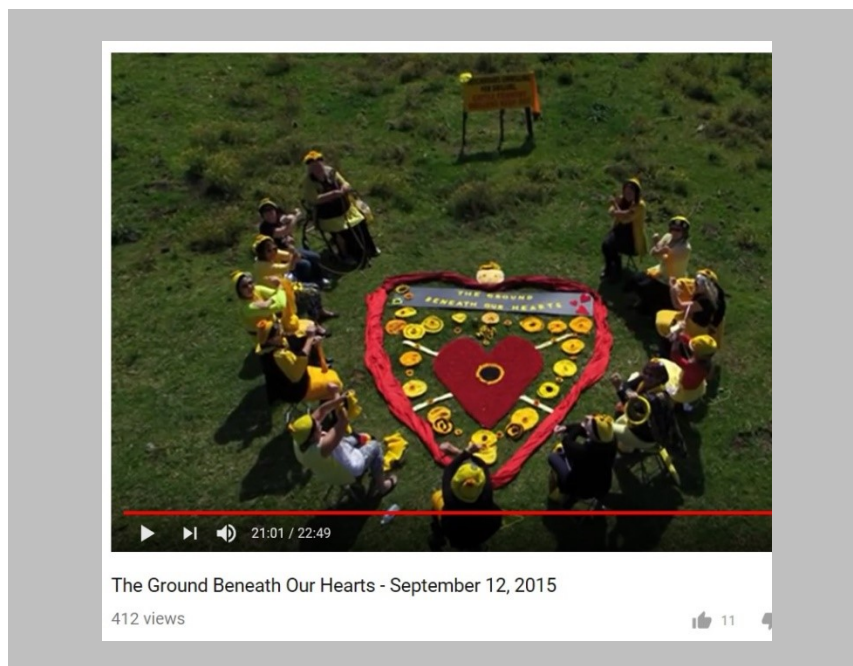 THE GROUND
BENEATH OUR HEARTS
21:01 / 22:49
The Ground Beneath Our Hearts - September 12, 2015
412 views
11